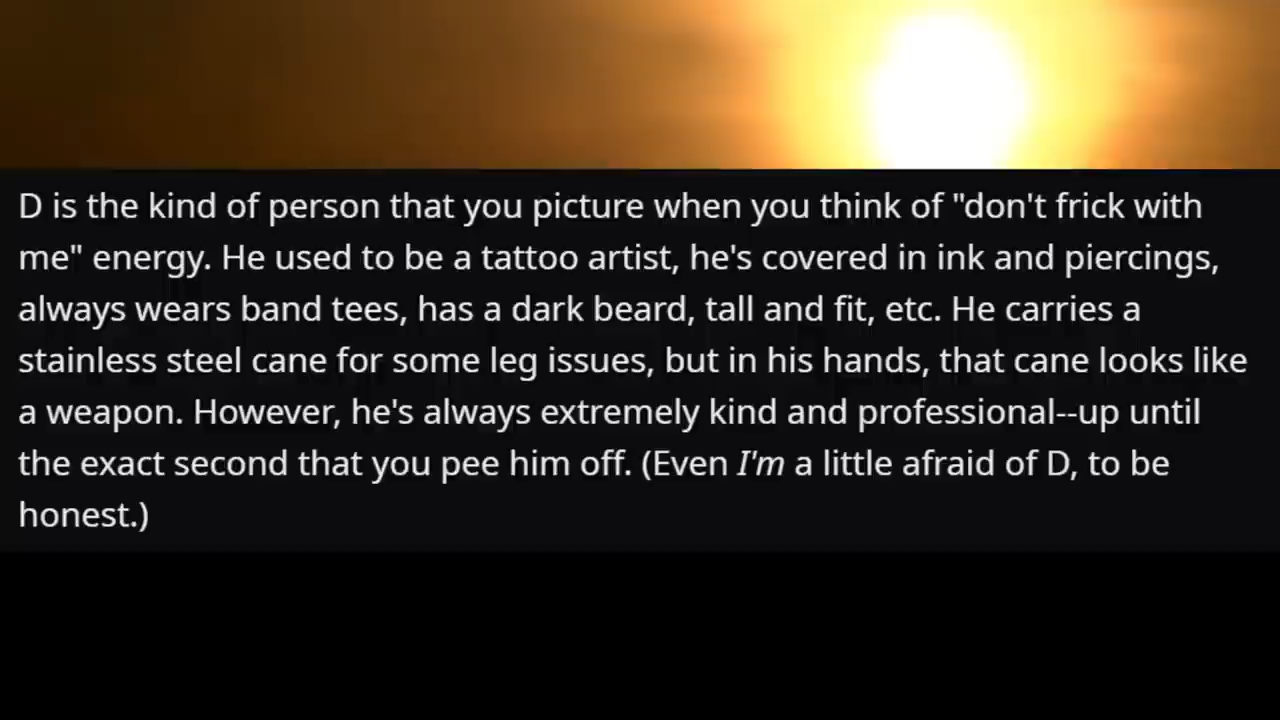 D is the kind of person that you picture when you think of "don't frick with
me" energy. He used to be a tattoo artist, he's covered in ink and piercings,
always wears band tees, has a dark beard, tall and fit, etc. He carries a
stainless steel cane for some leg issues, but in his hands, that cane looks like
a weapon. However, he's always extremely kind and professional--up until
the exact second that you pee him off. (Even I'm a little afraid of D, to be
honest.)